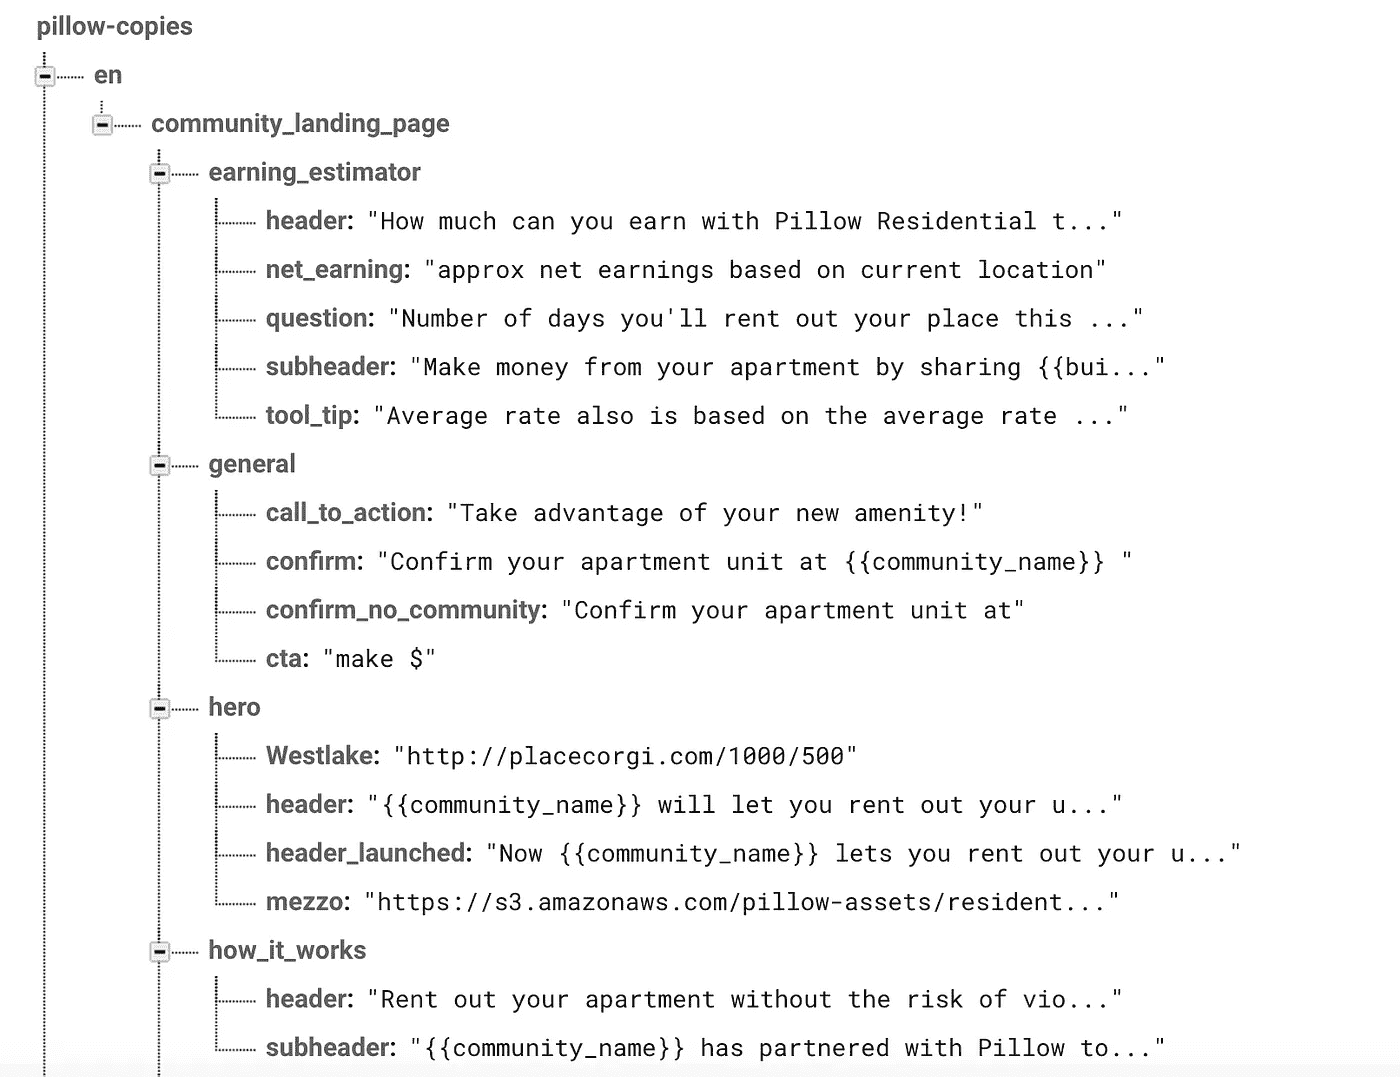 pillow-copies
en
community_landing_page
earning_estimator
header: "How much can you earn with Pillow Residential t..."
net_earning: "approx net earnings based on current location"
question: "Number of days you'll rent out your place this ..."
subheader: "Make money from your apartment by sharing {{bui..."
tool_tip: "Average rate also is based on the average rate ..."
general
call_to_action: "Take advantage of your new amenity!"
confirm: "Confirm your apartment unit at {{community_name}} "
confirm_no_community: "Confirm your apartment unit at"
cta: "make $"
hero
Westlake: "http://placecorgi.com/1000/500"
header: "{{community_name}} will let you rent out your u..."
header_launched: "Now {{community_name}} lets you rent out your u..."
mezzo: "https://s3.amazonaws.com/pillow-assets/resident..."
how_it_works
header: "Rent out your apartment without the risk of vio..."
subheader: "{{community_name}} has partnered with Pillow to..."